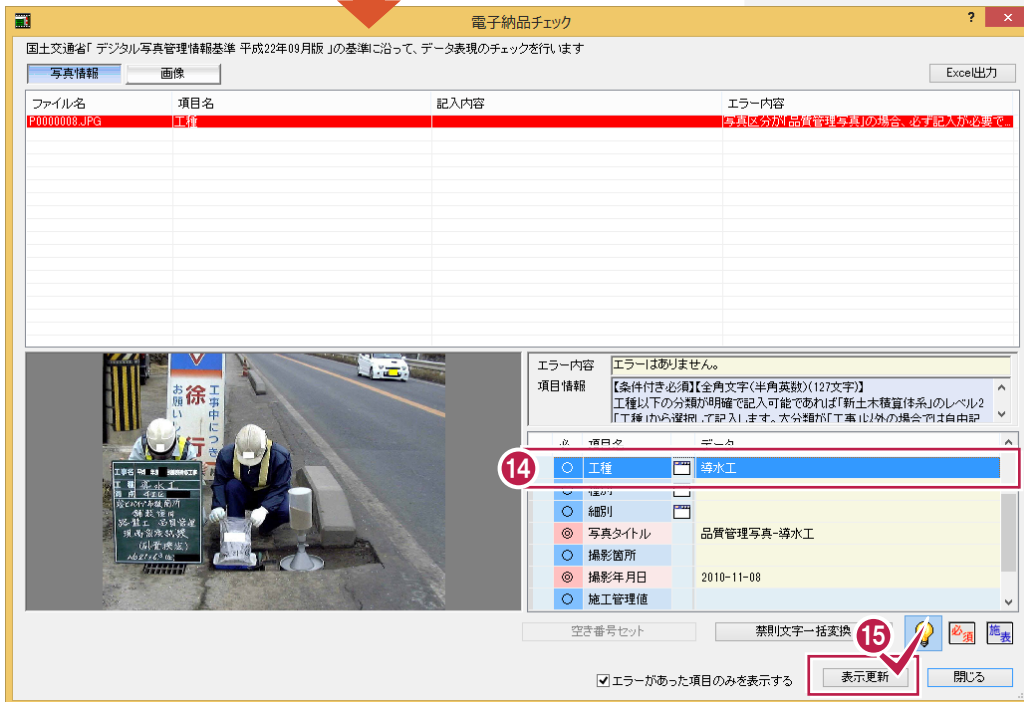 電子納品チェック
? ×
国土交通省「 デジタル写真管理情報基準 平成22年09月版 」の基準に沿って、データ表現のチェックを行います
写真情報 画像 Excel出力
ファイル名 項目名 記入内容 エラー内容
P0000008.JPG 工種 写真区分が「品質管理写真」の場合、必ず記入が必要で...
エラー内容 エラーはありません。
項目情報 【条件付き必須】【全角文字(半角英数)(127文字)】
工種以下の分類が明確で記入可能であれば「新土木積算体系」のレベル2
「工種」から選択して記入します。大分類が「工事」以外の場合では自由記
必 項目名 データ
14 ○ 工種 導水工
○ 種別
○ 細別
◎ 写真タイトル 品質管理写真-導水工
○ 撮影箇所
◎ 撮影年月日 2010-11-08
○ 施工管理値
お願いし
徐行
工事中につき
工事名
工種 導水工
空き番号セット 禁則文字一括変換 15 必須 施表
エラーがあった項目のみを表示する 表示更新 閉じる